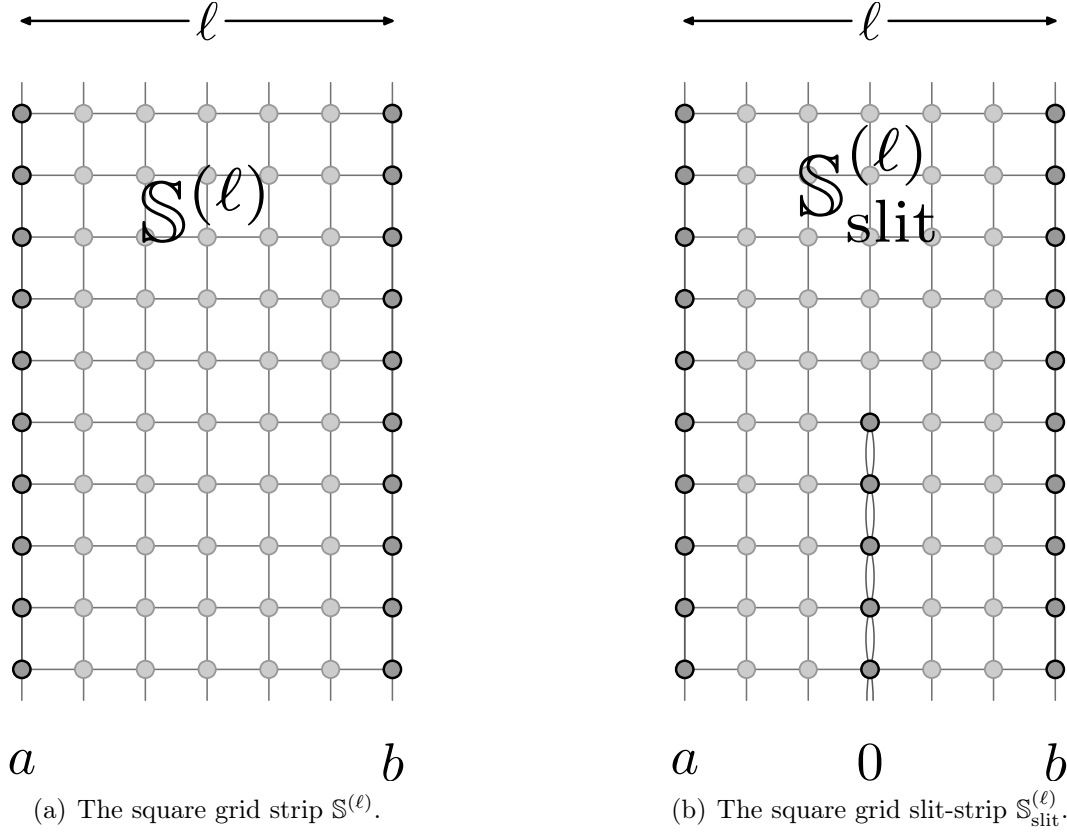 ℓ ℓ
𝕊^(ℓ) 𝕊^(ℓ)_slit
a b a 0 b
(a) The square grid strip 𝕊^(ℓ). (b) The square grid slit-strip 𝕊^(ℓ)_slit.